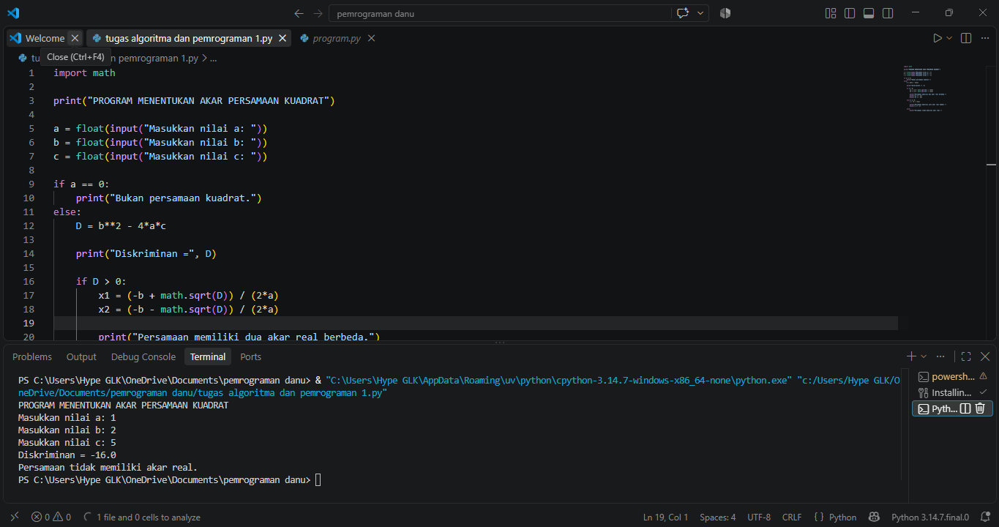 pemrograman danu
Welcome
tugas algoritma dan pemrograman 1.py
program.py
tu
Close (Ctrl+F4)
n pemrograman 1.py > ...
1 import math
2
3 print("PROGRAM MENENTUKAN AKAR PERSAMAAN KUADRAT")
4
5 a = float(input("Masukkan nilai a: "))
6 b = float(input("Masukkan nilai b: "))
7 c = float(input("Masukkan nilai c: "))
8
9 if a == 0:
10     print("Bukan persamaan kuadrat.")
11 else:
12     D = b**2 - 4*a*c
13
14     print("Diskriminan =", D)
15
16     if D > 0:
17         x1 = (-b + math.sqrt(D)) / (2*a)
18         x2 = (-b - math.sqrt(D)) / (2*a)
19
20         print("Persamaan memiliki dua akar real berbeda.")
Problems Output Debug Console Terminal Ports
PS C:\Users\Hype GLK\OneDrive\Documents\pemrograman danu> & "C:\Users\Hype GLK\AppData\Roaming\uv\python\cpython-3.14.7-windows-x86_64-none\python.exe" "c:/Users/Hype GLK/O
neDrive/Documents/pemrograman danu/tugas algoritma dan pemrograman 1.py"
PROGRAM MENENTUKAN AKAR PERSAMAAN KUADRAT
Masukkan nilai a: 1
Masukkan nilai b: 2
Masukkan nilai c: 5
Diskriminan = -16.0
Persamaan tidak memiliki akar real.
PS C:\Users\Hype GLK\OneDrive\Documents\pemrograman danu>
powersh...
Installin...
Pyth...
0 0 1 file and 0 cells to analyze
Ln 19, Col 1 Spaces: 4 UTF-8 CRLF { } Python Python 3.14.7.final.0